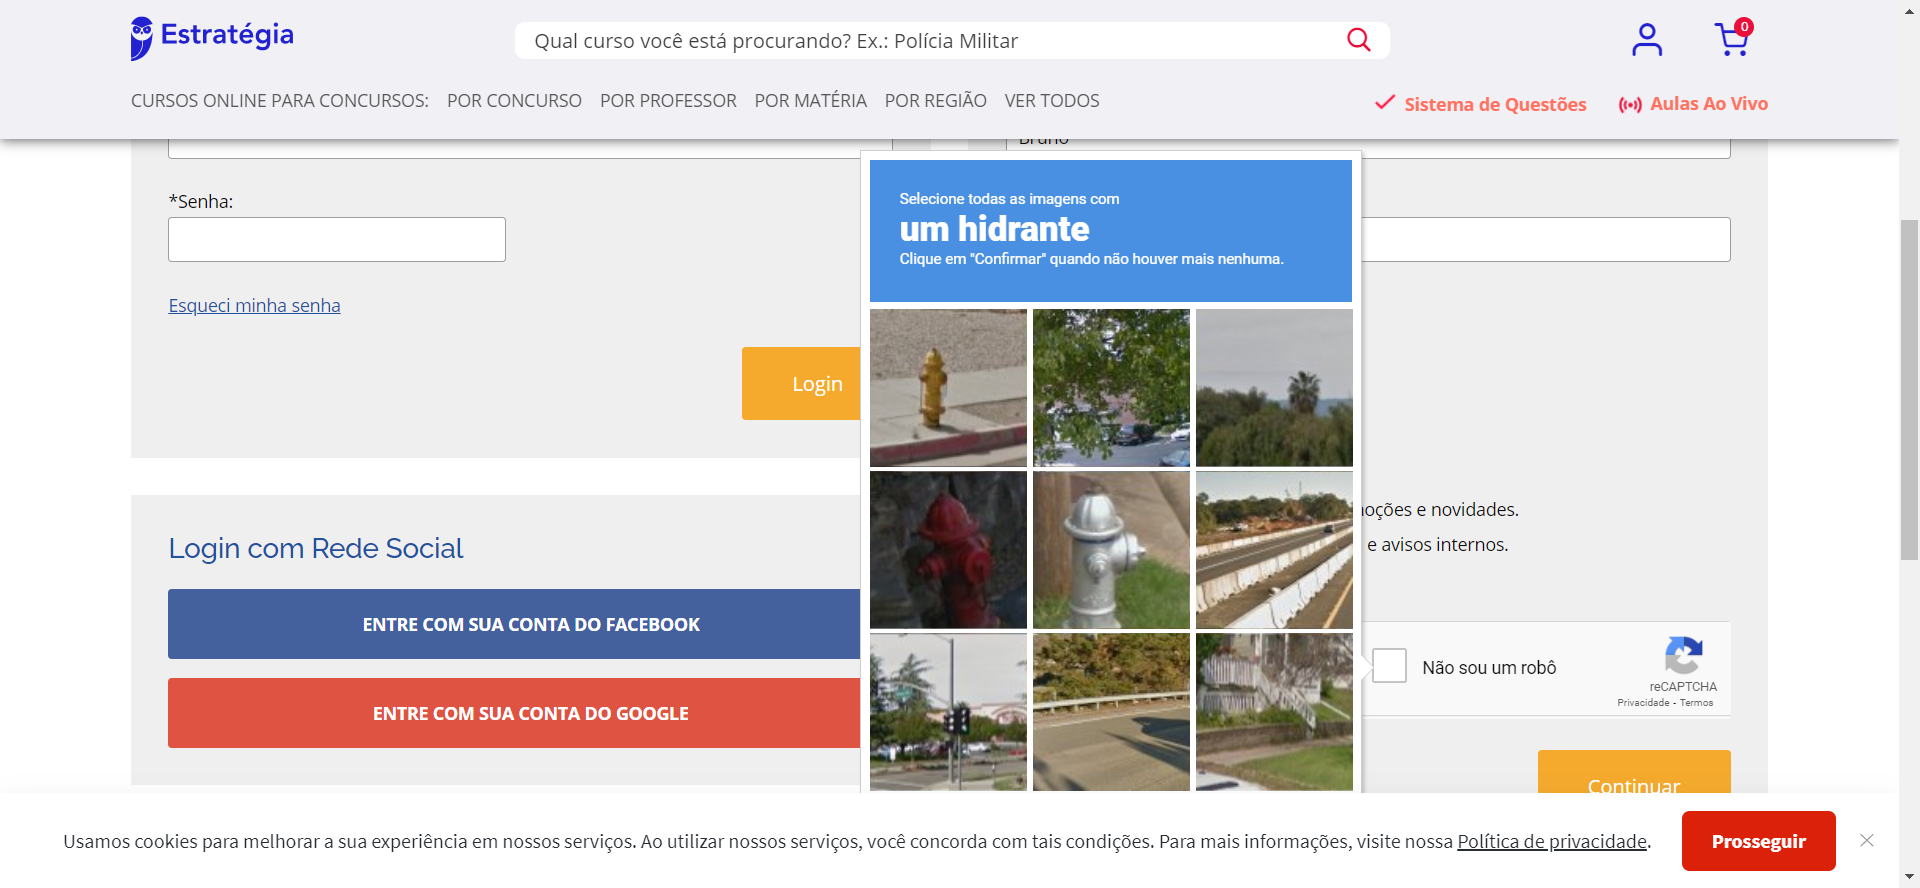 Estratégia
Qual curso você está procurando? Ex.: Polícia Militar
0
CURSOS ONLINE PARA CONCURSOS: POR CONCURSO POR PROFESSOR POR MATÉRIA POR REGIÃO VER TODOS
Sistema de Questões
Aulas Ao Vivo
Bruno
*Senha:
Esqueci minha senha
Login
Login com Rede Social
ENTRE COM SUA CONTA DO FACEBOOK
ENTRE COM SUA CONTA DO GOOGLE
Selecione todas as imagens com
um hidrante
Clique em "Confirmar" quando não houver mais nenhuma.
e novidades.
e avisos internos.
Não sou um robô
reCAPTCHA
Privacidade - Termos
Continuar
Usamos cookies para melhorar a sua experiência em nossos serviços. Ao utilizar nossos serviços, você concorda com tais condições. Para mais informações, visite nossa Política de privacidade.
Prosseguir